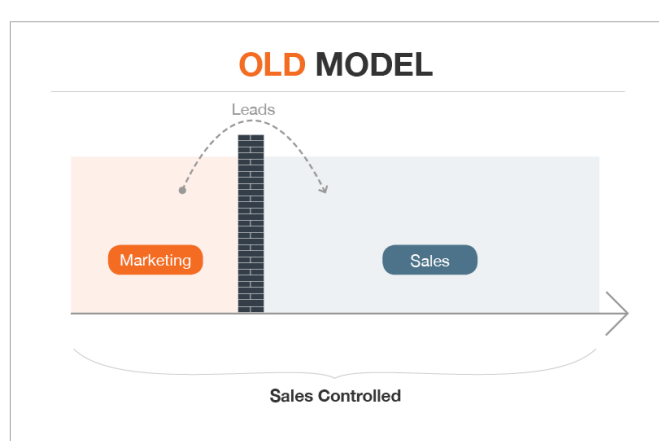 OLD MODEL
Leads
Marketing
Sales
Sales Controlled